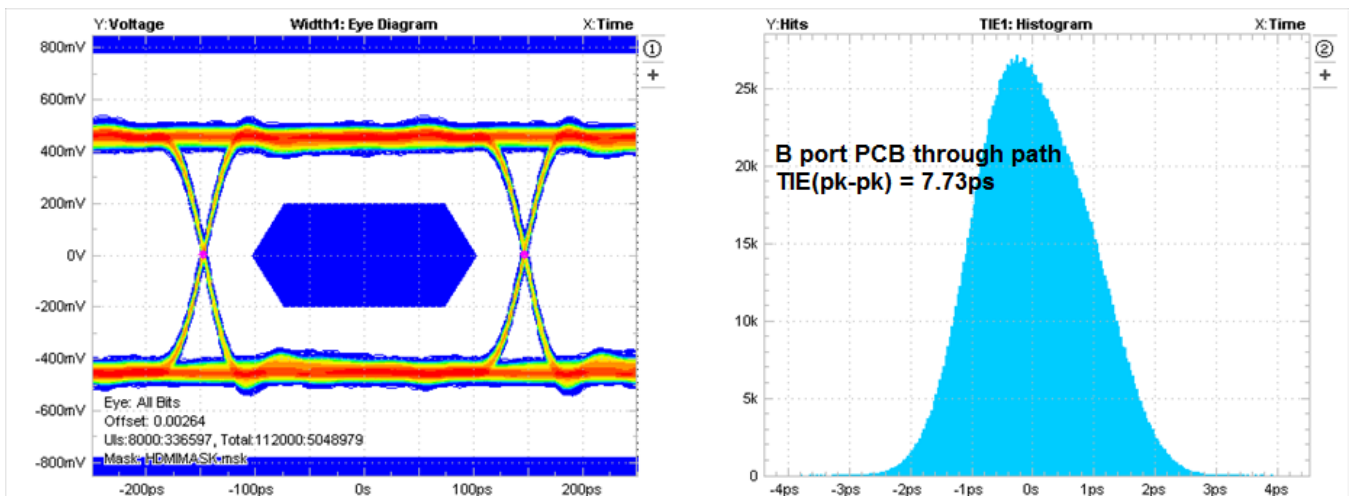 Y:Voltage Width1: Eye Diagram X:Time
800mV
600mV
400mV
200mV
0V
-200mV
-400mV
-600mV
-800mV
Eye: All Bits
Offset: 0.00264
UIs:8000:336597, Total:112000:5048979
Mask: HDMIMASK.msk
-200ps -100ps 0s 100ps 200ps
1
+
Y:Hits TIE1: Histogram X:Time
25k
20k
15k
10k
5k
0
B port PCB through path
TIE(pk-pk) = 7.73ps
-4ps -3ps -2ps -1ps 0s 1ps 2ps 3ps 4ps
2
+